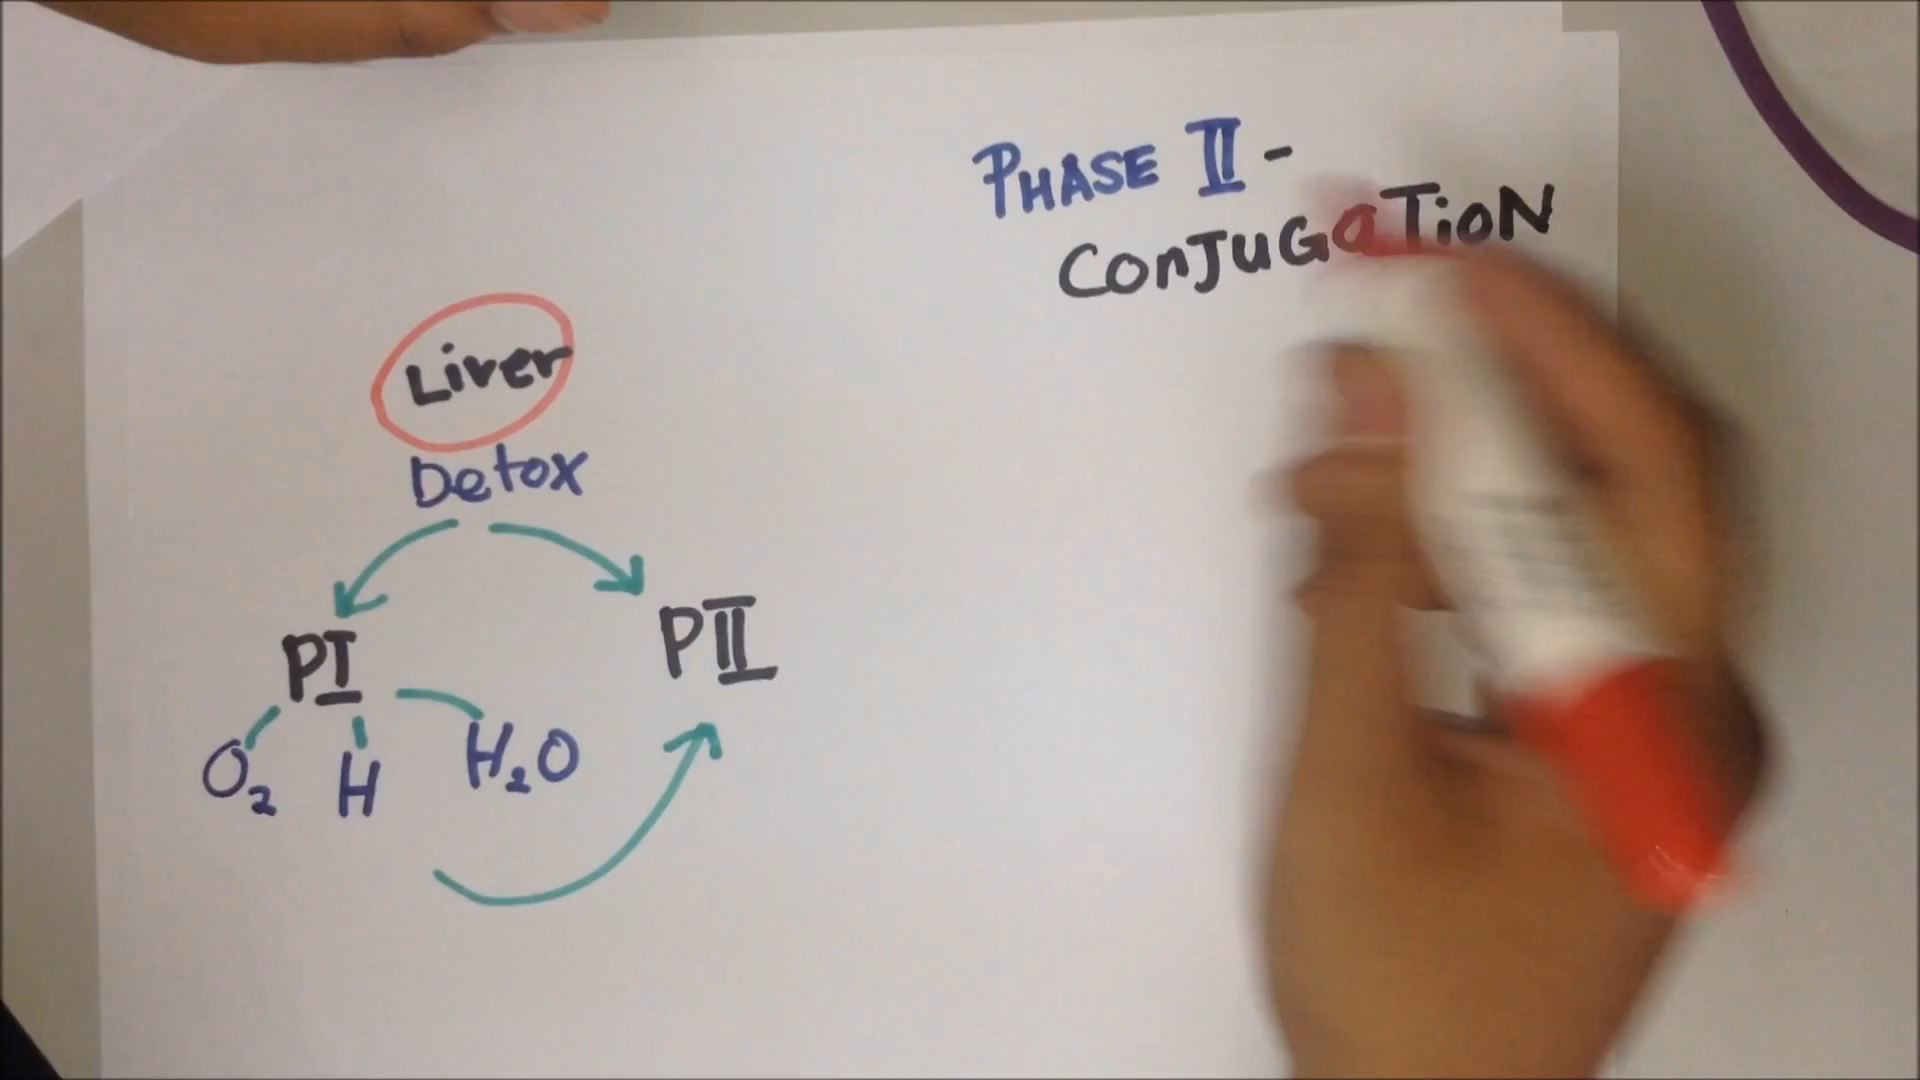 PHASE II -
CONJUGATION
Liver
Detox
PI
PII
O2
H
H2O